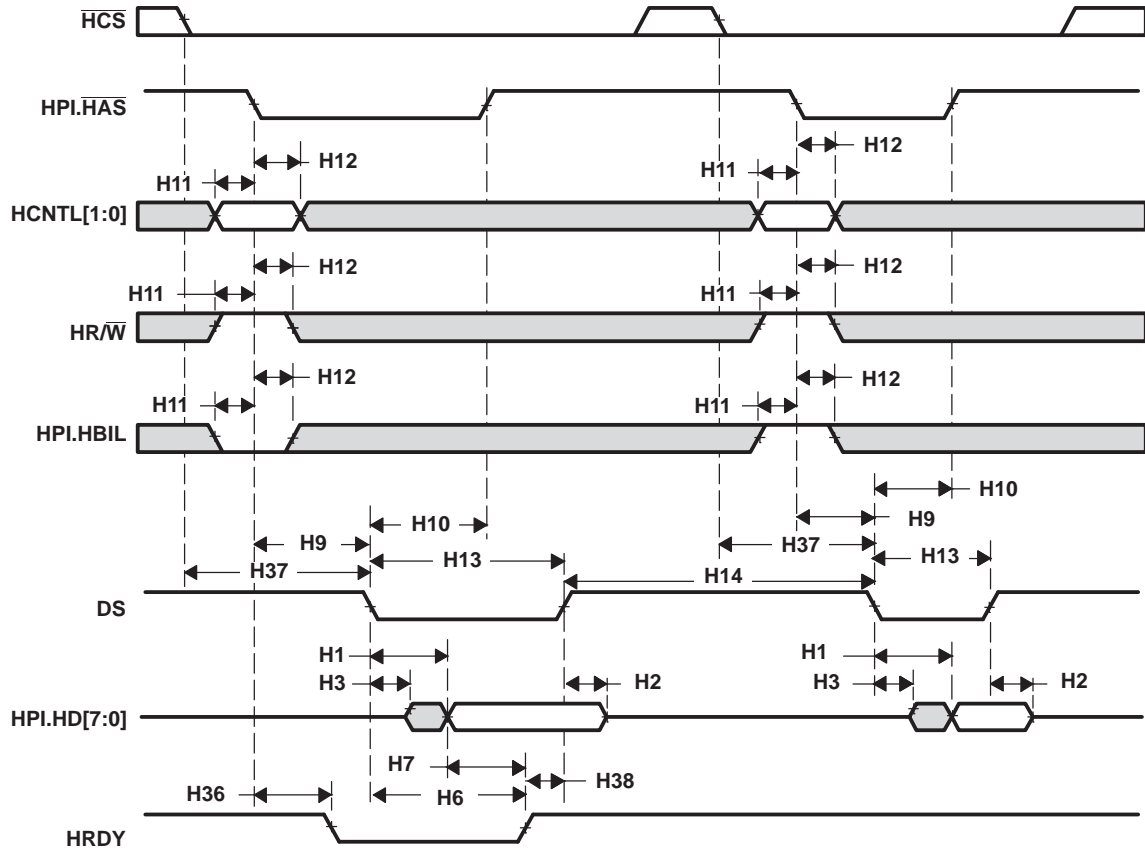 H̅C̅S̅
HPI.H̅A̅S̅
H12
H12
H11
H11
HCNTL[1:0]
H12
H12
H11
H11
HR/W̅
H12
H12
H11
H11
HPI.HBIL
H10
H10
H9
H9
H37
H13
H37
H13
H14
DS
H1
H1
H3
H2
H3
H2
HPI.HD[7:0]
H7
H38
H36
H6
HRDY